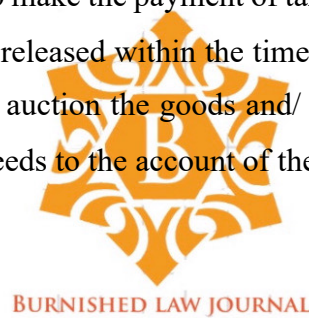 make the payment of ta
released within the time
auction the goods and/
eeds to the account of the
B
BURNISHED LAW JOURNAL